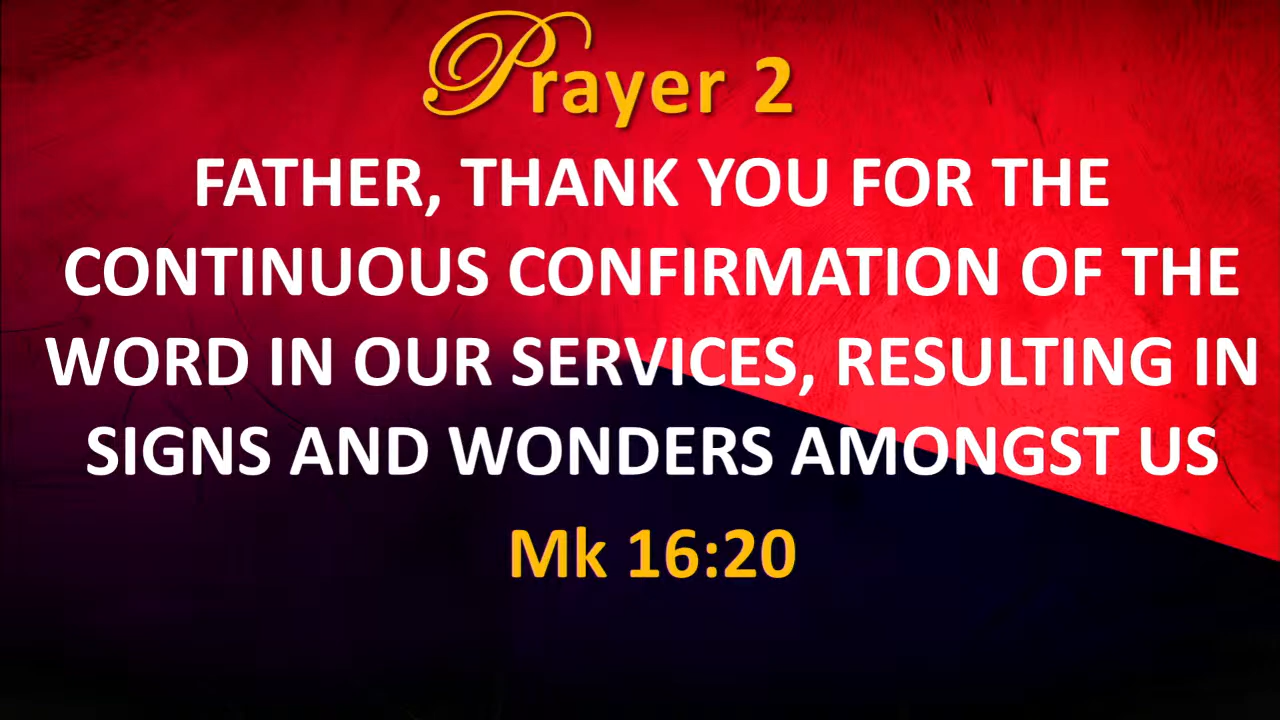 Prayer 2
FATHER, THANK YOU FOR THE
CONTINUOUS CONFIRMATION OF THE
WORD IN OUR SERVICES, RESULTING IN
SIGNS AND WONDERS AMONGST US
Mk 16:20